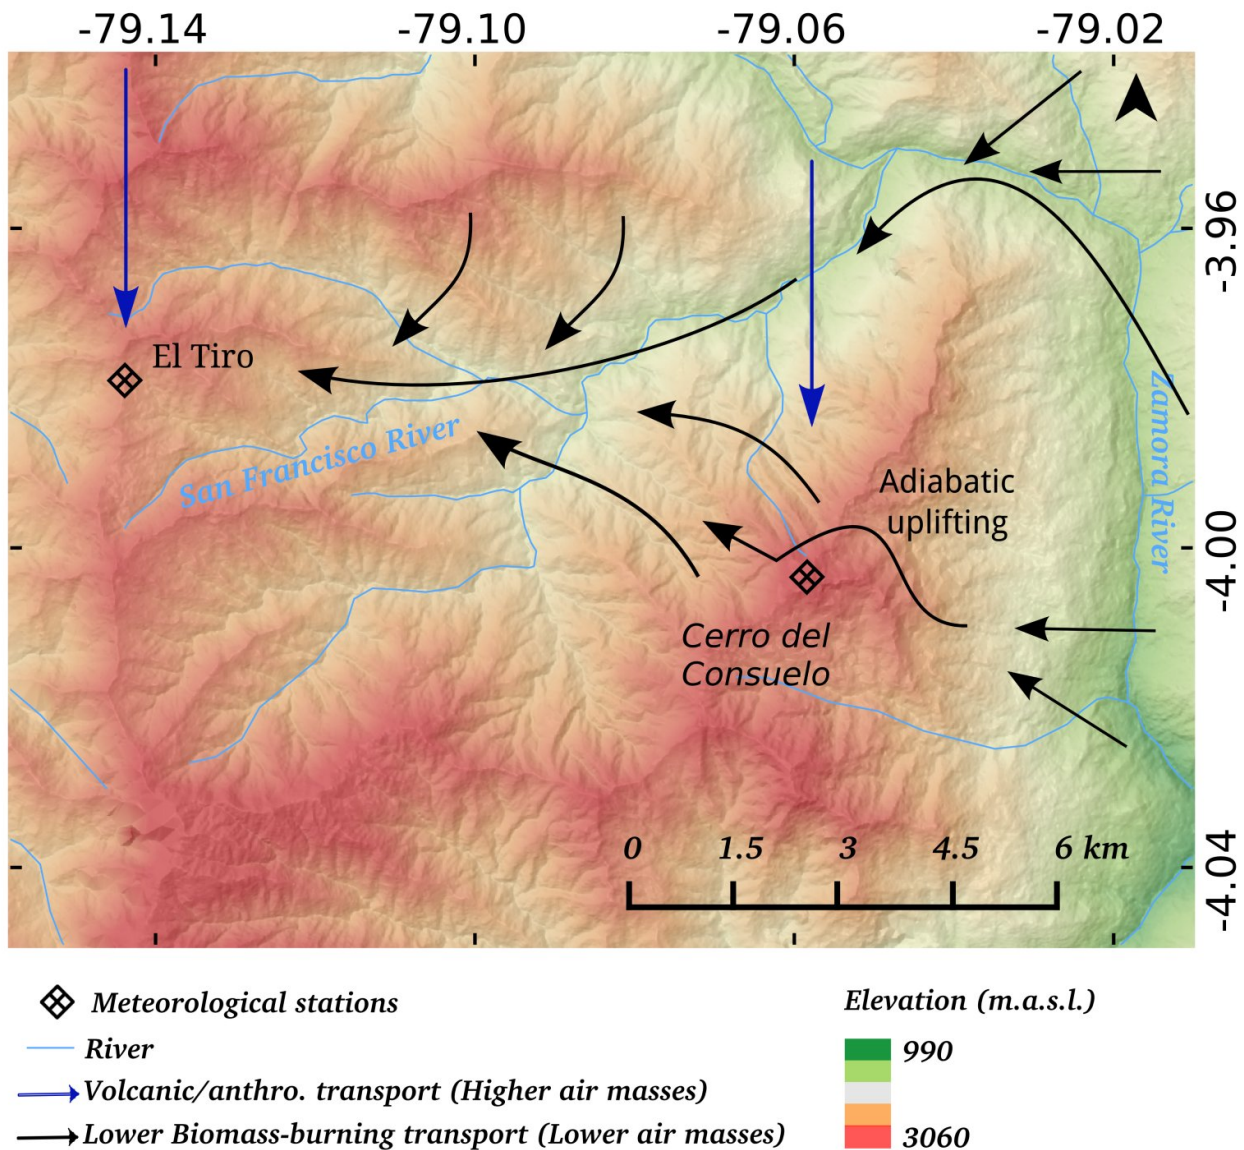 -79.14 -79.10 -79.06 -79.02
-3.96
El Tiro
San Francisco River
Zamora River
Adiabatic
uplifting
-4.00
Cerro del
Consuelo
0 1.5 3 4.5 6 km
-4.04
Meteorological stations
River
Volcanic/anthro. transport (Higher air masses)
Lower Biomass-burning transport (Lower air masses)
Elevation (m.a.s.l.)
990
3060